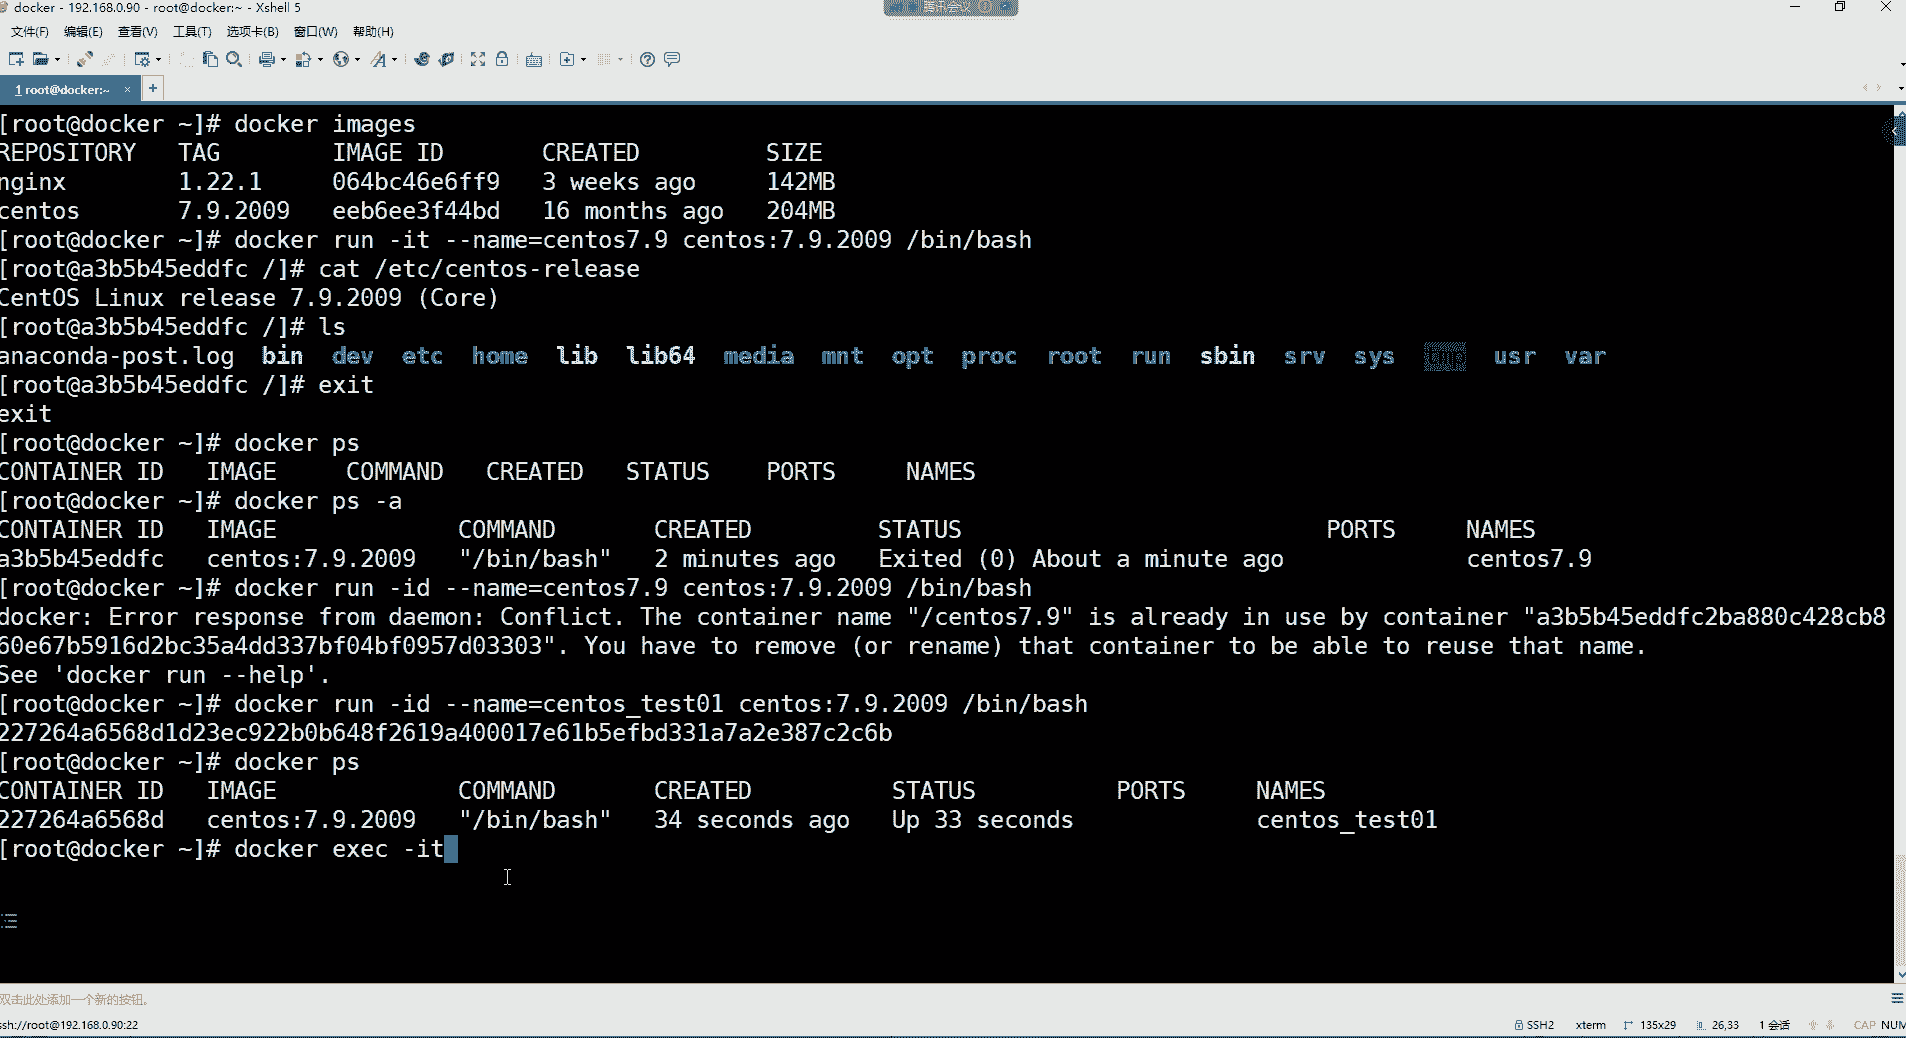 docker - 192.168.0.90 - root@docker:~ - Xshell 5
腾讯会议
文件(F) 编辑(E) 查看(V) 工具(T) 选项卡(B) 窗口(W) 帮助(H)
1 root@docker:~ × +
[root@docker ~]# docker images
REPOSITORY TAG IMAGE ID CREATED SIZE
nginx 1.22.1 064bc46e6ff9 3 weeks ago 142MB
centos 7.9.2009 eeb6ee3f44bd 16 months ago 204MB
[root@docker ~]# docker run -it --name=centos7.9 centos:7.9.2009 /bin/bash
[root@a3b5b45eddfc /]# cat /etc/centos-release
CentOS Linux release 7.9.2009 (Core)
[root@a3b5b45eddfc /]# ls
anaconda-post.log bin dev etc home lib lib64 media mnt opt proc root run sbin srv sys tmp usr var
[root@a3b5b45eddfc /]# exit
exit
[root@docker ~]# docker ps
CONTAINER ID IMAGE COMMAND CREATED STATUS PORTS NAMES
[root@docker ~]# docker ps -a
CONTAINER ID IMAGE COMMAND CREATED STATUS PORTS NAMES
a3b5b45eddfc centos:7.9.2009 "/bin/bash" 2 minutes ago Exited (0) About a minute ago centos7.9
[root@docker ~]# docker run -id --name=centos7.9 centos:7.9.2009 /bin/bash
docker: Error response from daemon: Conflict. The container name "/centos7.9" is already in use by container "a3b5b45eddfc2ba880c428cb8
60e67b5916d2bc35a4dd337bf04bf0957d03303". You have to remove (or rename) that container to be able to reuse that name.
See 'docker run --help'.
[root@docker ~]# docker run -id --name=centos_test01 centos:7.9.2009 /bin/bash
227264a6568d1d23ec922b0b648f2619a400017e61b5efbd331a7a2e387c2c6b
[root@docker ~]# docker ps
CONTAINER ID IMAGE COMMAND CREATED STATUS PORTS NAMES
227264a6568d centos:7.9.2009 "/bin/bash" 34 seconds ago Up 33 seconds centos_test01
[root@docker ~]# docker exec -it
双击此处添加一个新的按钮。
ssh://root@192.168.0.90:22 SSH2 xterm 135x29 26,33 1 会话 CAP NUM